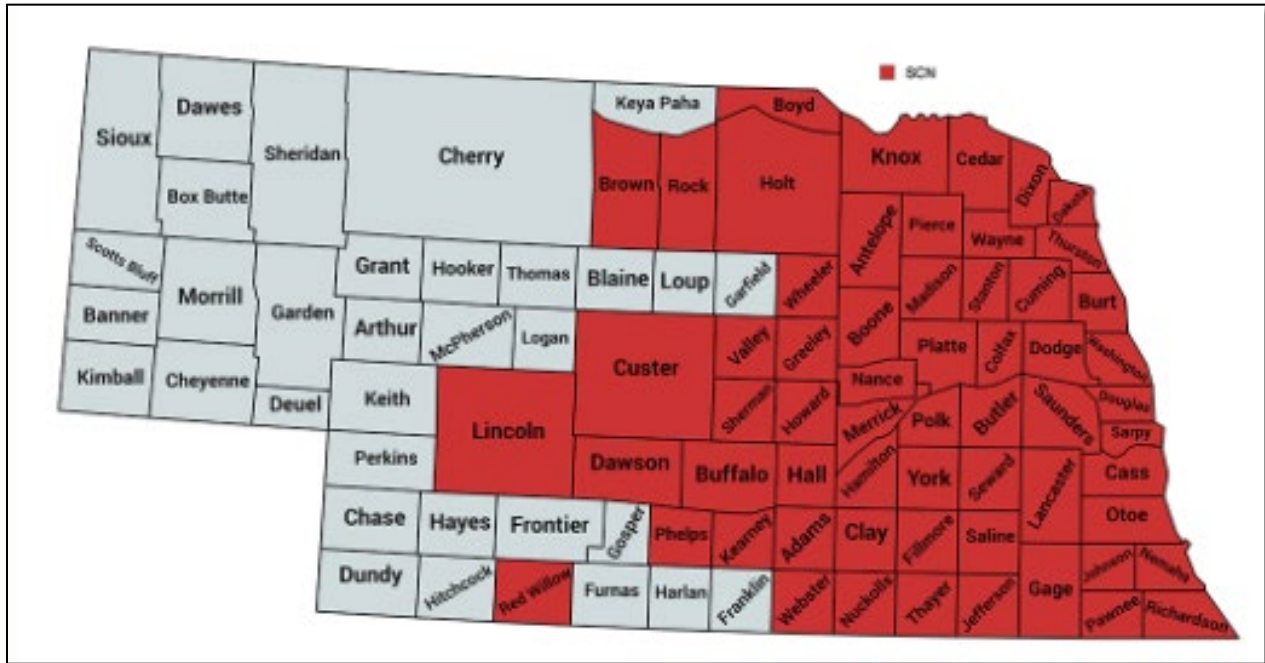 SCN
Keya Paha
Boyd
Dawes
Sioux
Sheridan
Cherry
Knox
Cedar
Dixon
Box Butte
Brown
Rock
Holt
Dakota
Pierce
Antelope
Wayne
Thurston
Scotts Bluff
Grant
Hooker
Thomas
Blaine
Loup
Garfield
Wheeler
Madison
Stanton
Cuming
Burt
Morrill
Banner
Garden
Arthur
McPherson
Logan
Custer
Valley
Greeley
Boone
Platte
Colfax
Dodge
Washington
Kimball
Cheyenne
Deuel
Keith
Nance
Sherman
Howard
Merrick
Polk
Butler
Saunders
Douglas
Sarpy
Lincoln
Perkins
Dawson
Buffalo
Hall
Hamilton
York
Seward
Lancaster
Cass
Chase
Hayes
Frontier
Gosper
Phelps
Kearney
Adams
Clay
Fillmore
Saline
Otoe
Dundy
Hitchcock
Red Willow
Furnas
Harlan
Franklin
Webster
Nuckolls
Thayer
Jefferson
Gage
Johnson
Nemaha
Pawnee
Richardson